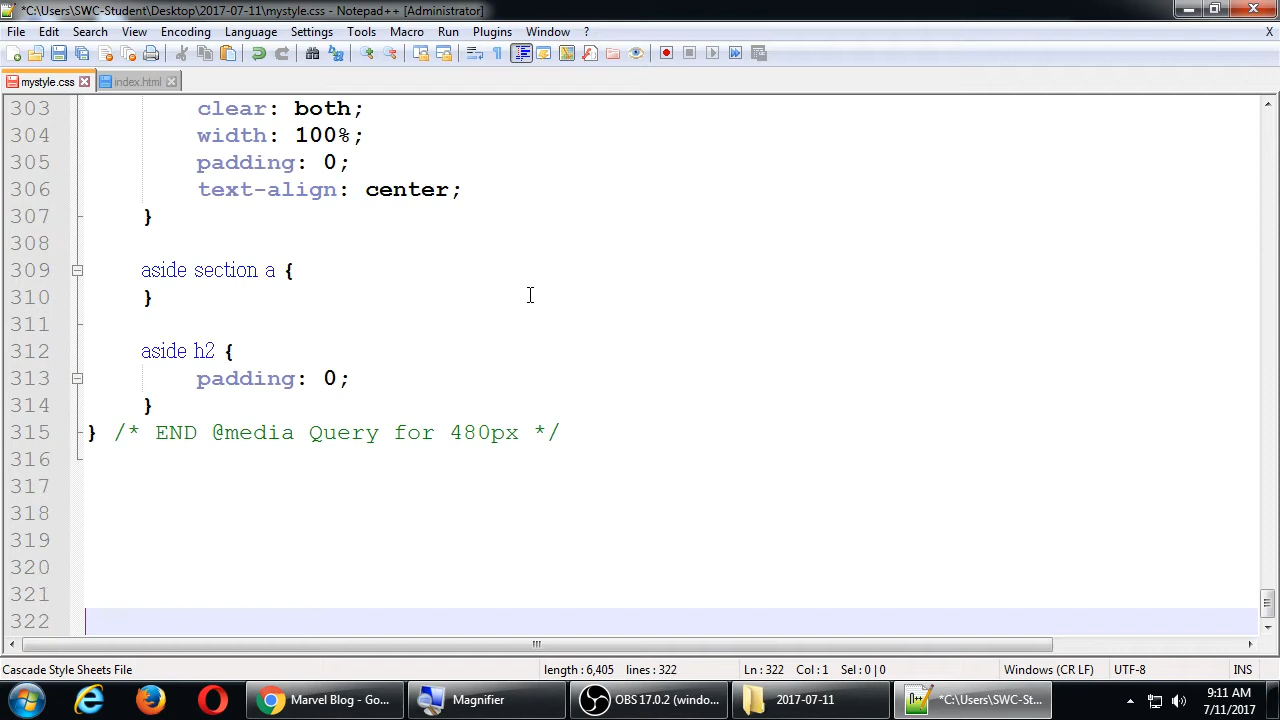 *C:\Users\SWC-Student\Desktop\2017-07-11\mystyle.css - Notepad++ [Administrator]
File Edit Search View Encoding Language Settings Tools Macro Run Plugins Window ? X
mystyle.css index.html
303 clear: both;
304 width: 100%;
305 padding: 0;
306 text-align: center;
307 }
308
309 aside section a {
310 }
311
312 aside h2 {
313 padding: 0;
314 }
315 } /* END @media Query for 480px */
316
317
318
319
320
321
322
Cascade Style Sheets File length : 6,405 lines : 322 Ln : 322 Col : 1 Sel : 0 | 0 Windows (CR LF) UTF-8 INS
Marvel Blog - Go... Magnifier OBS 17.0.2 (windo... 2017-07-11 *C:\Users\SWC-St... 9:11 AM
7/11/2017